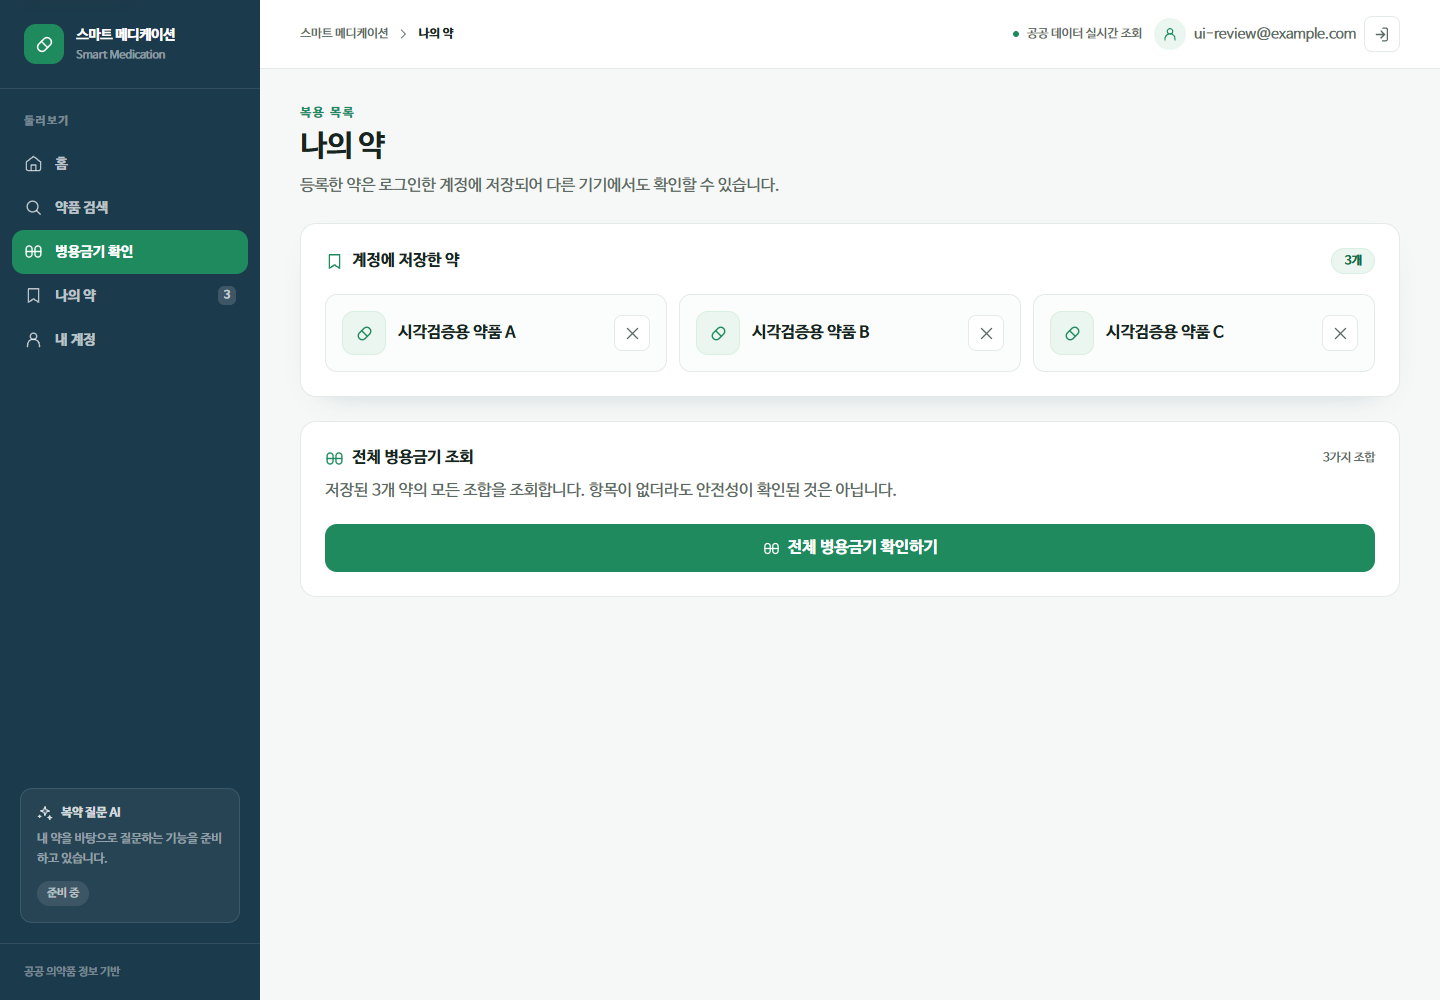 스마트 메디케이션
Smart Medication
둘러보기
홈
약품 검색
병용금기 확인
나의 약
3
내 계정
복약 질문 AI
내 약을 바탕으로 질문하는 기능을 준비
하고 있습니다.
준비 중
공공 의약품 정보 기반
스마트 메디케이션 > 나의 약
공공 데이터 실시간 조회
ui-review@example.com
복용 목록
나의 약
등록한 약은 로그인한 계정에 저장되어 다른 기기에서도 확인할 수 있습니다.
계정에 저장한 약
3개
시각검증용 약품 A
시각검증용 약품 B
시각검증용 약품 C
전체 병용금기 조회
3가지 조합
저장된 3개 약의 모든 조합을 조회합니다. 항목이 없더라도 안전성이 확인된 것은 아닙니다.
전체 병용금기 확인하기